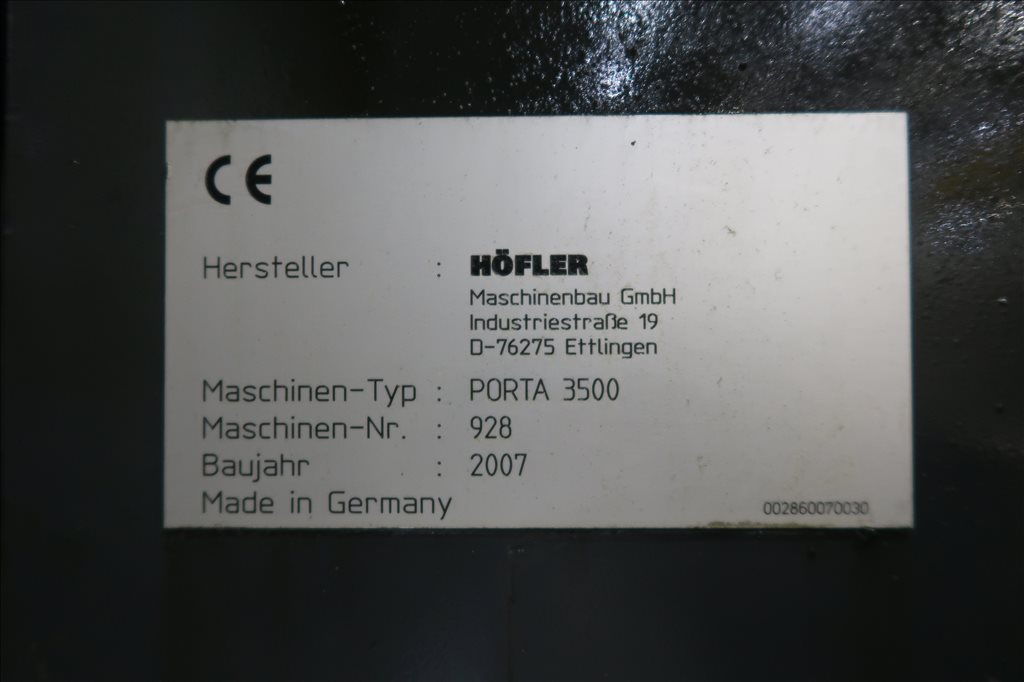 CE
Hersteller : HÖFLER
Maschinenbau GmbH
Industriestraße 19
D-76275 Ettlingen
Maschinen-Typ : PORTA 3500
Maschinen-Nr. : 928
Baujahr : 2007
Made in Germany 002860070030